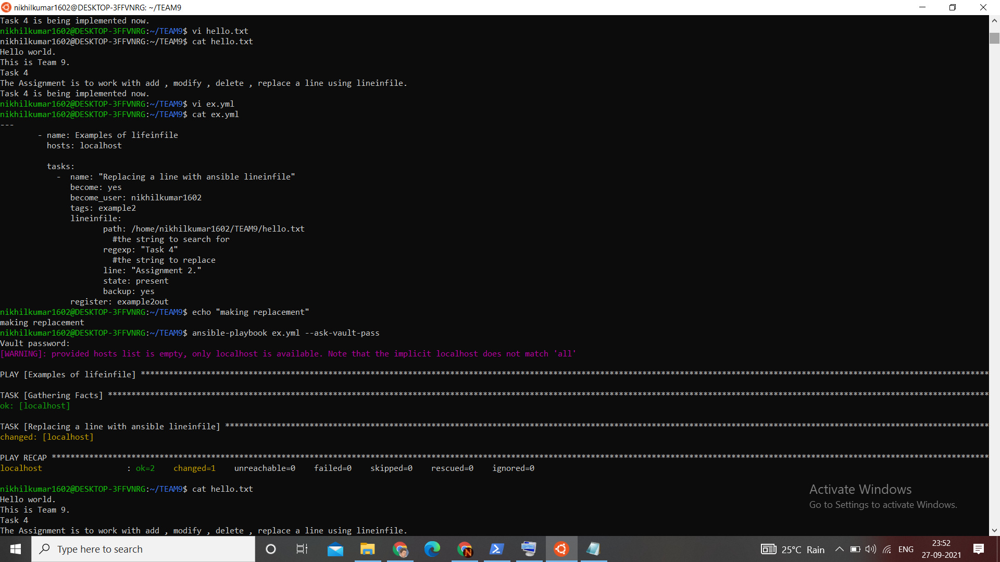 nikhilkumar1602@DESKTOP-3FFVNRG: ~/TEAM9
Task 4 is being implemented now.
nikhilkumar1602@DESKTOP-3FFVNRG:~/TEAM9$ vi hello.txt
nikhilkumar1602@DESKTOP-3FFVNRG:~/TEAM9$ cat hello.txt
Hello world.
This is Team 9.
Task 4
The Assignment is to work with add , modify , delete , replace a line using lineinfile.
Task 4 is being implemented now.
nikhilkumar1602@DESKTOP-3FFVNRG:~/TEAM9$ vi ex.yml
nikhilkumar1602@DESKTOP-3FFVNRG:~/TEAM9$ cat ex.yml
---
- name: Examples of lifeinfile
hosts: localhost
tasks:
- name: "Replacing a line with ansible lineinfile"
become: yes
become_user: nikhilkumar1602
tags: example2
lineinfile:
path: /home/nikhilkumar1602/TEAM9/hello.txt
#the string to search for
regexp: "Task 4"
#the string to replace
line: "Assignment 2."
state: present
backup: yes
register: example2out
nikhilkumar1602@DESKTOP-3FFVNRG:~/TEAM9$ echo "making replacement"
making replacement
nikhilkumar1602@DESKTOP-3FFVNRG:~/TEAM9$ ansible-playbook ex.yml --ask-vault-pass
Vault password:
[WARNING]: provided hosts list is empty, only localhost is available. Note that the implicit localhost does not match 'all'
PLAY [Examples of lifeinfile] *************************************************************************************************************************************************************************************
TASK [Gathering Facts] ********************************************************************************************************************************************************************************************
ok: [localhost]
TASK [Replacing a line with ansible lineinfile] *******************************************************************************************************************************************************************
changed: [localhost]
PLAY RECAP ********************************************************************************************************************************************************************************************************
localhost : ok=2 changed=1 unreachable=0 failed=0 skipped=0 rescued=0 ignored=0
nikhilkumar1602@DESKTOP-3FFVNRG:~/TEAM9$ cat hello.txt
Hello world.
This is Team 9.
Task 4
The Assignment is to work with add , modify , delete , replace a line using lineinfile.
Activate Windows
Go to Settings to activate Windows.
Type here to search
25°C Rain
ENG
23:52
27-09-2021